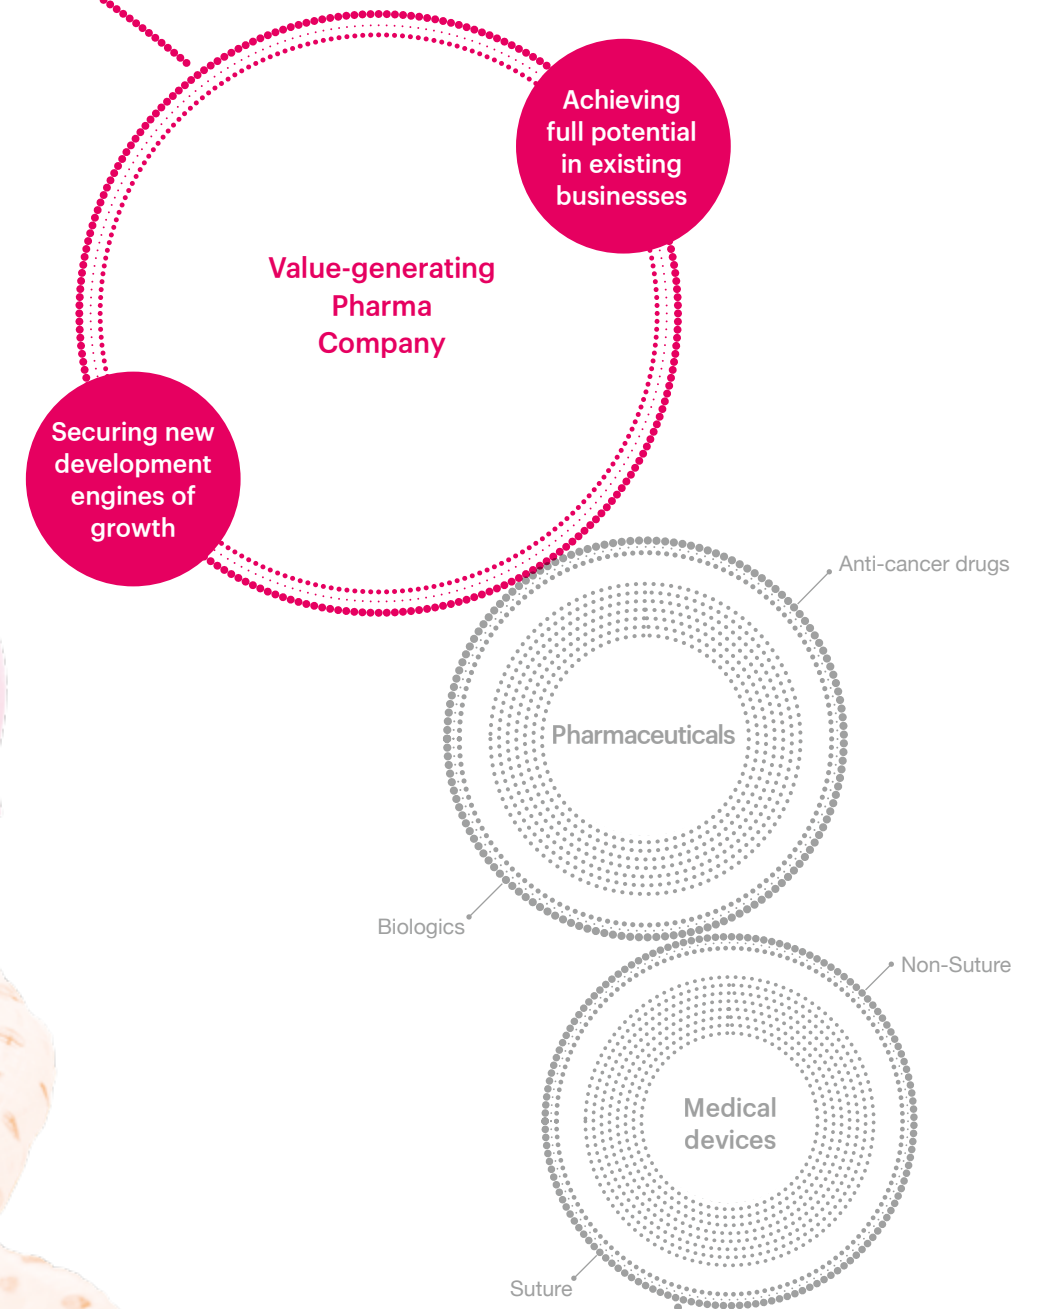 Achieving
full potential
in existing
businesses
Value-generating
Pharma
Company
Securing new
development
engines of
growth
Anti-cancer drugs
Pharmaceuticals
Biologics
Non-Suture
Medical
devices
Suture